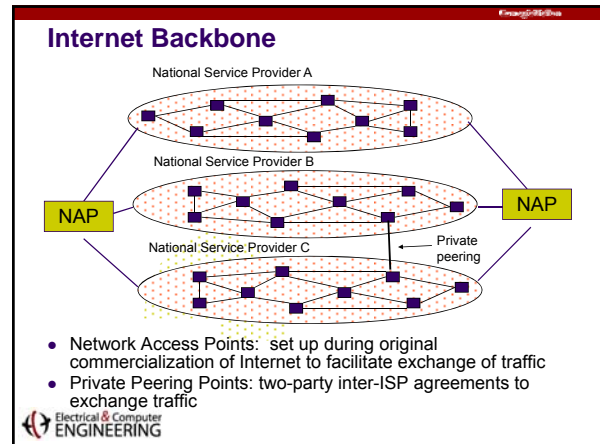 Carnegie Mellon
Internet Backbone
National Service Provider A
National Service Provider B
NAP
NAP
National Service Provider C
Private
peering
• Network Access Points: set up during original
commercialization of Internet to facilitate exchange of traffic
• Private Peering Points: two-party inter-ISP agreements to
exchange traffic
Electrical & Computer
ENGINEERING